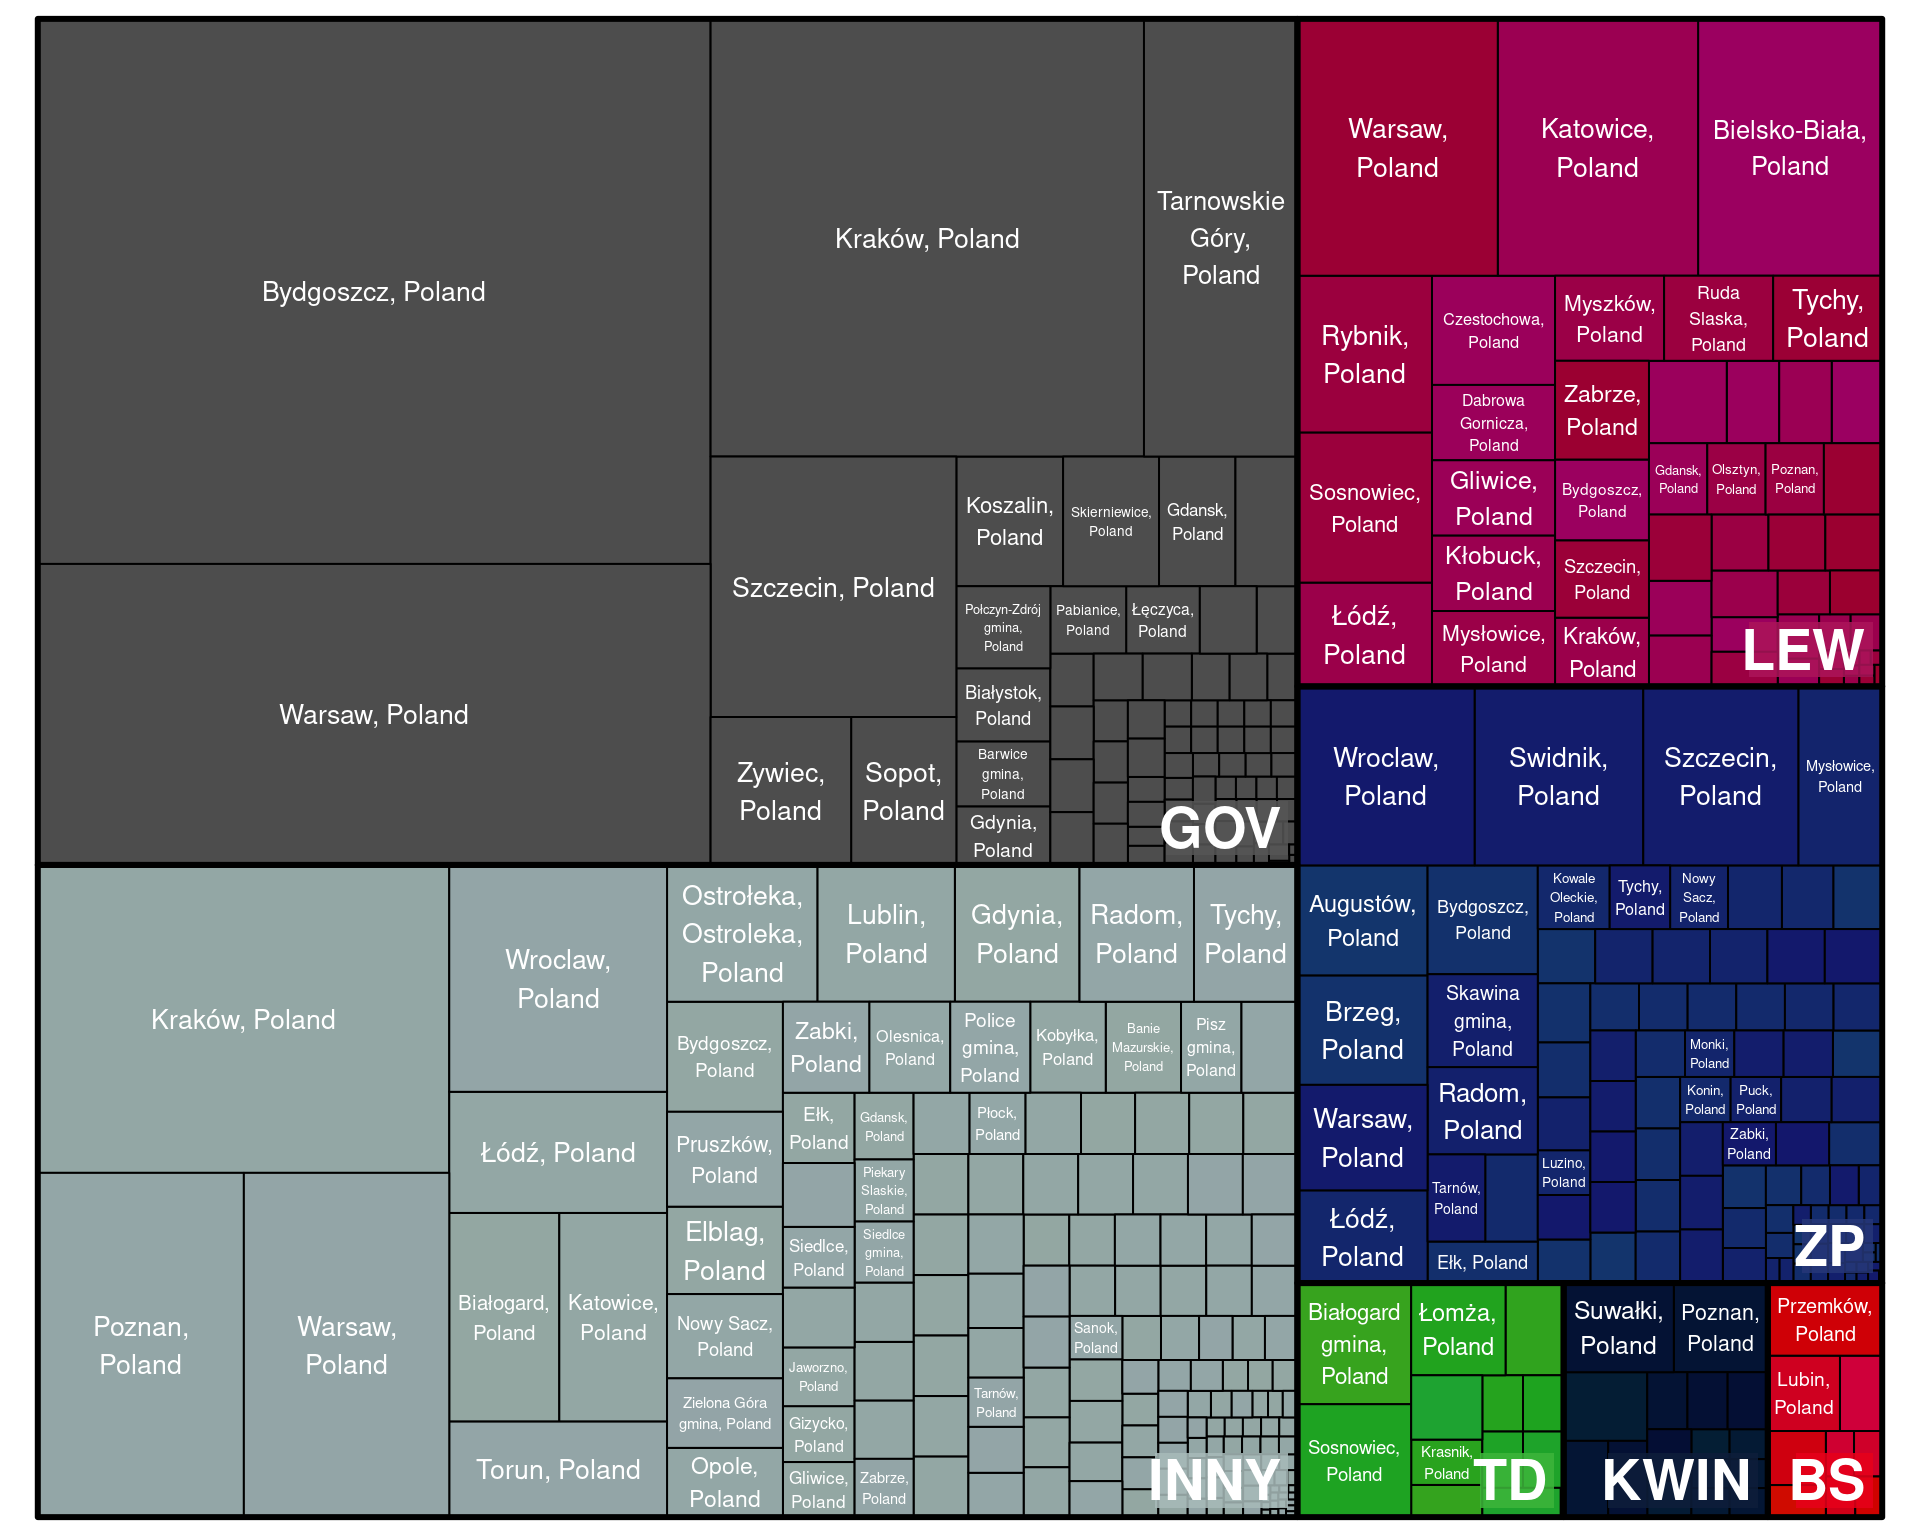 Bydgoszcz, Poland
Warsaw, Poland
Kraków, Poland
Tarnowskie
Góry,
Poland
Szczecin, Poland
Zywiec,
Poland
Sopot,
Poland
Koszalin,
Poland
Skierniewice,
Poland
Gdansk,
Poland
Połczyn-Zdrój
gmina,
Poland
Pabianice,
Poland
Łęczyca,
Poland
Białystok,
Poland
Barwice
gmina,
Poland
Gdynia,
Poland
GOV
Kraków, Poland
Poznan,
Poland
Warsaw,
Poland
Wroclaw,
Poland
Łódź, Poland
Białogard,
Poland
Katowice,
Poland
Torun, Poland
Ostrołeka,
Ostroleka,
Poland
Lublin,
Poland
Gdynia,
Poland
Radom,
Poland
Tychy,
Poland
Bydgoszcz,
Poland
Pruszków,
Poland
Elblag,
Poland
Nowy Sacz,
Poland
Zielona Góra
gmina, Poland
Opole,
Poland
Zabki,
Poland
Olesnica,
Poland
Police
gmina,
Poland
Kobyłka,
Poland
Banie
Mazurskie,
Poland
Pisz
gmina,
Poland
Ełk,
Poland
Gdansk,
Poland
Płock,
Poland
Piekary
Slaskie,
Poland
Siedlce,
Poland
Siedlce
gmina,
Poland
Jaworzno,
Poland
Gizycko,
Poland
Gliwice,
Poland
Zabrze,
Poland
Sanok,
Poland
Tarnów,
Poland
INNY
Warsaw,
Poland
Katowice,
Poland
Bielsko-Biała,
Poland
Rybnik,
Poland
Sosnowiec,
Poland
Łódź,
Poland
Czestochowa,
Poland
Dabrowa
Gornicza,
Poland
Gliwice,
Poland
Kłobuck,
Poland
Mysłowice,
Poland
Myszków,
Poland
Ruda
Slaska,
Poland
Tychy,
Poland
Zabrze,
Poland
Bydgoszcz,
Poland
Szczecin,
Poland
Kraków,
Poland
Gdansk,
Poland
Olsztyn,
Poland
Poznan,
Poland
LEW
Wroclaw,
Poland
Swidnik,
Poland
Szczecin,
Poland
Mysłowice,
Poland
Augustów,
Poland
Brzeg,
Poland
Warsaw,
Poland
Łódź,
Poland
Bydgoszcz,
Poland
Skawina
gmina,
Poland
Radom,
Poland
Tarnów,
Poland
Ełk, Poland
Kowale
Oleckie,
Poland
Tychy,
Poland
Nowy
Sacz,
Poland
Monki,
Poland
Konin,
Poland
Puck,
Poland
Zabki,
Poland
Luzino,
Poland
ZP
Białogard
gmina,
Poland
Sosnowiec,
Poland
Łomża,
Poland
Krasnik,
Poland
TD
Suwałki,
Poland
Poznan,
Poland
KWIN
Przemków,
Poland
Lubin,
Poland
BS